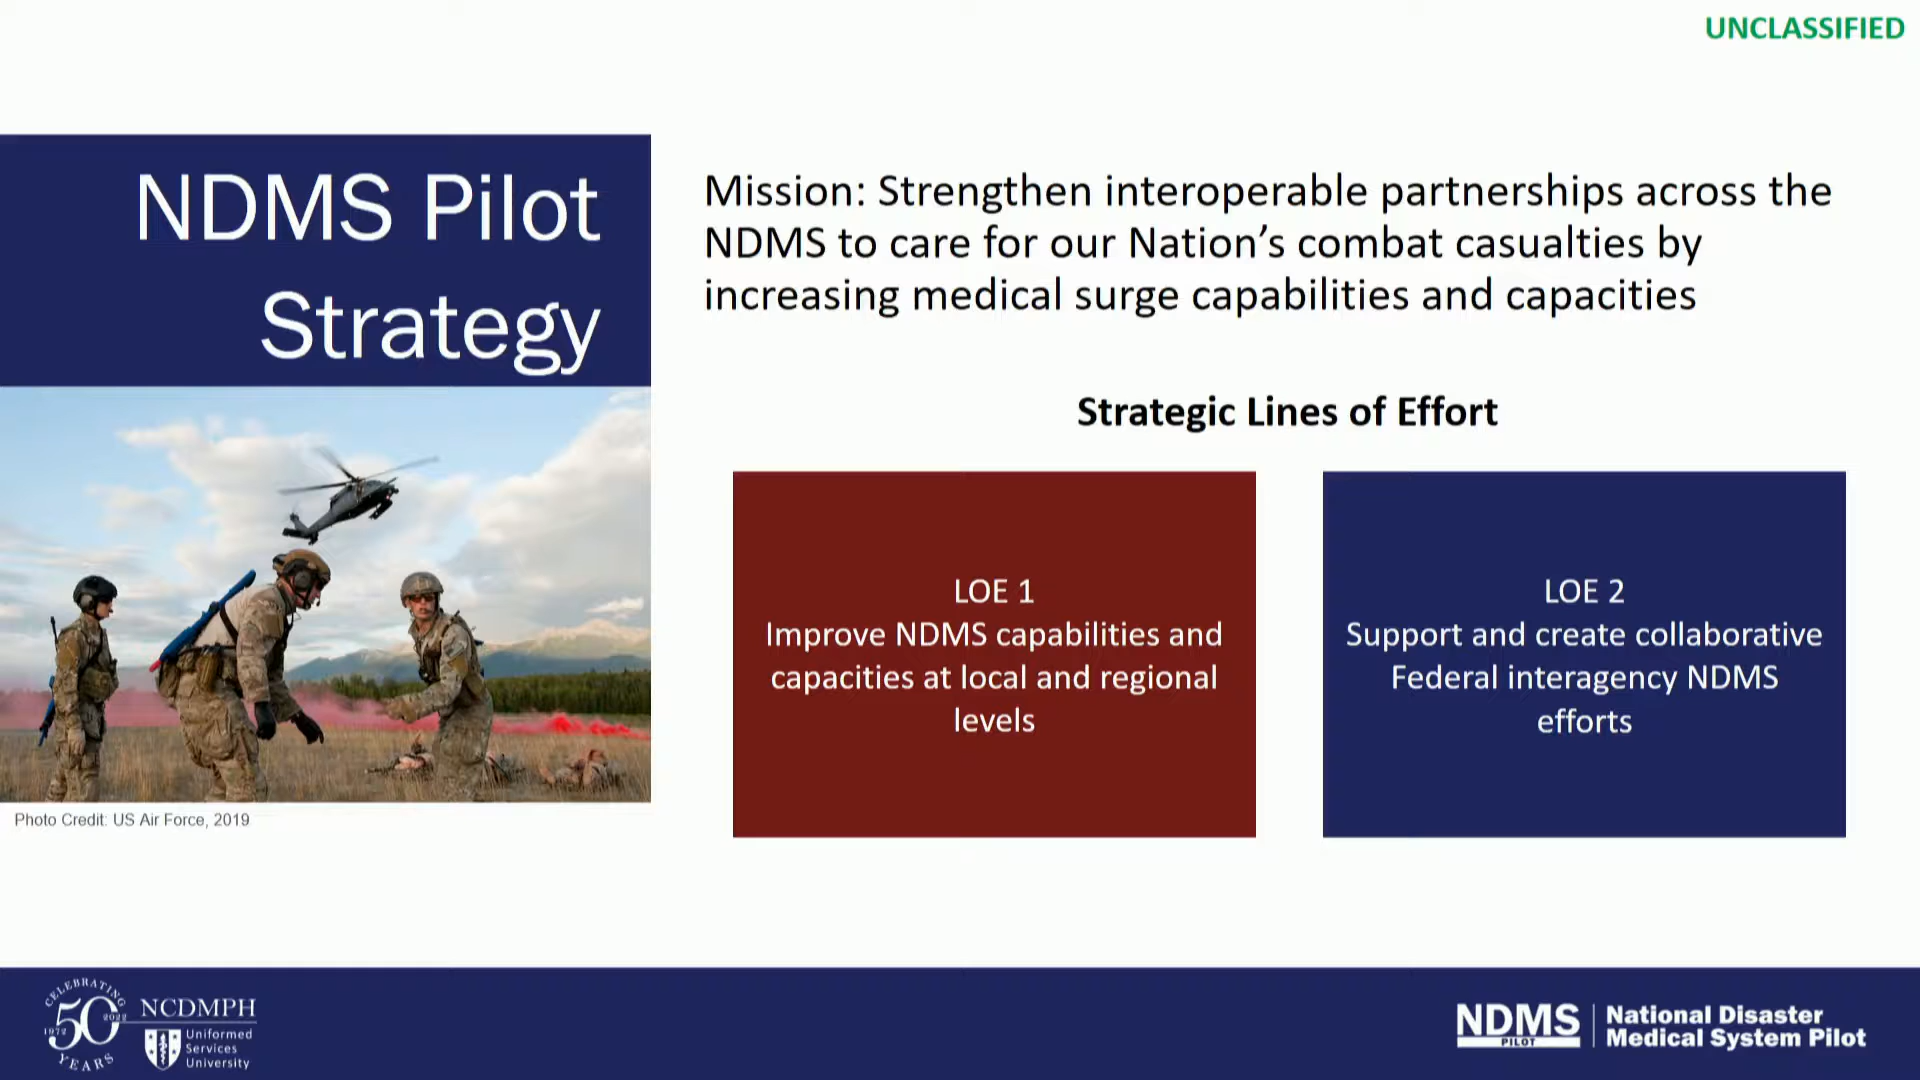 UNCLASSIFIED
NDMS Pilot
Strategy
Photo Credit: US Air Force, 2019
Mission: Strengthen interoperable partnerships across the
NDMS to care for our Nation’s combat casualties by
increasing medical surge capabilities and capacities
Strategic Lines of Effort
LOE 1
Improve NDMS capabilities and
capacities at local and regional
levels
LOE 2
Support and create collaborative
Federal interagency NDMS
efforts
CELEBRATING
50
1972
2022
YEARS
NCDMPH
Uniformed
Services
University
NDMS
PILOT
National Disaster
Medical System Pilot